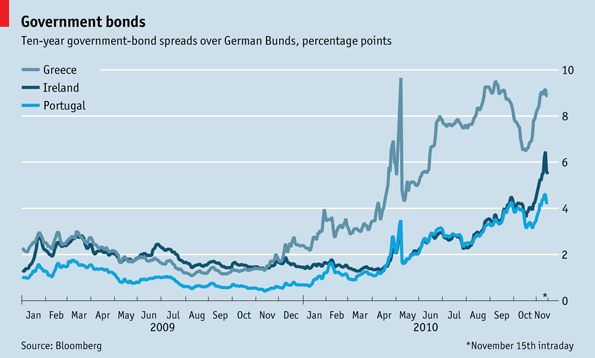 Government bonds
Ten-year government-bond spreads over German Bunds, percentage points
Greece
Ireland
Portugal
10
8
6
4
2
0
*
Jan Feb Mar Apr May Jun Jul Aug Sep Oct Nov Dec Jan Feb Mar Apr May Jun Jul Aug Sep Oct Nov
2009 2010
Source: Bloomberg *November 15th intraday